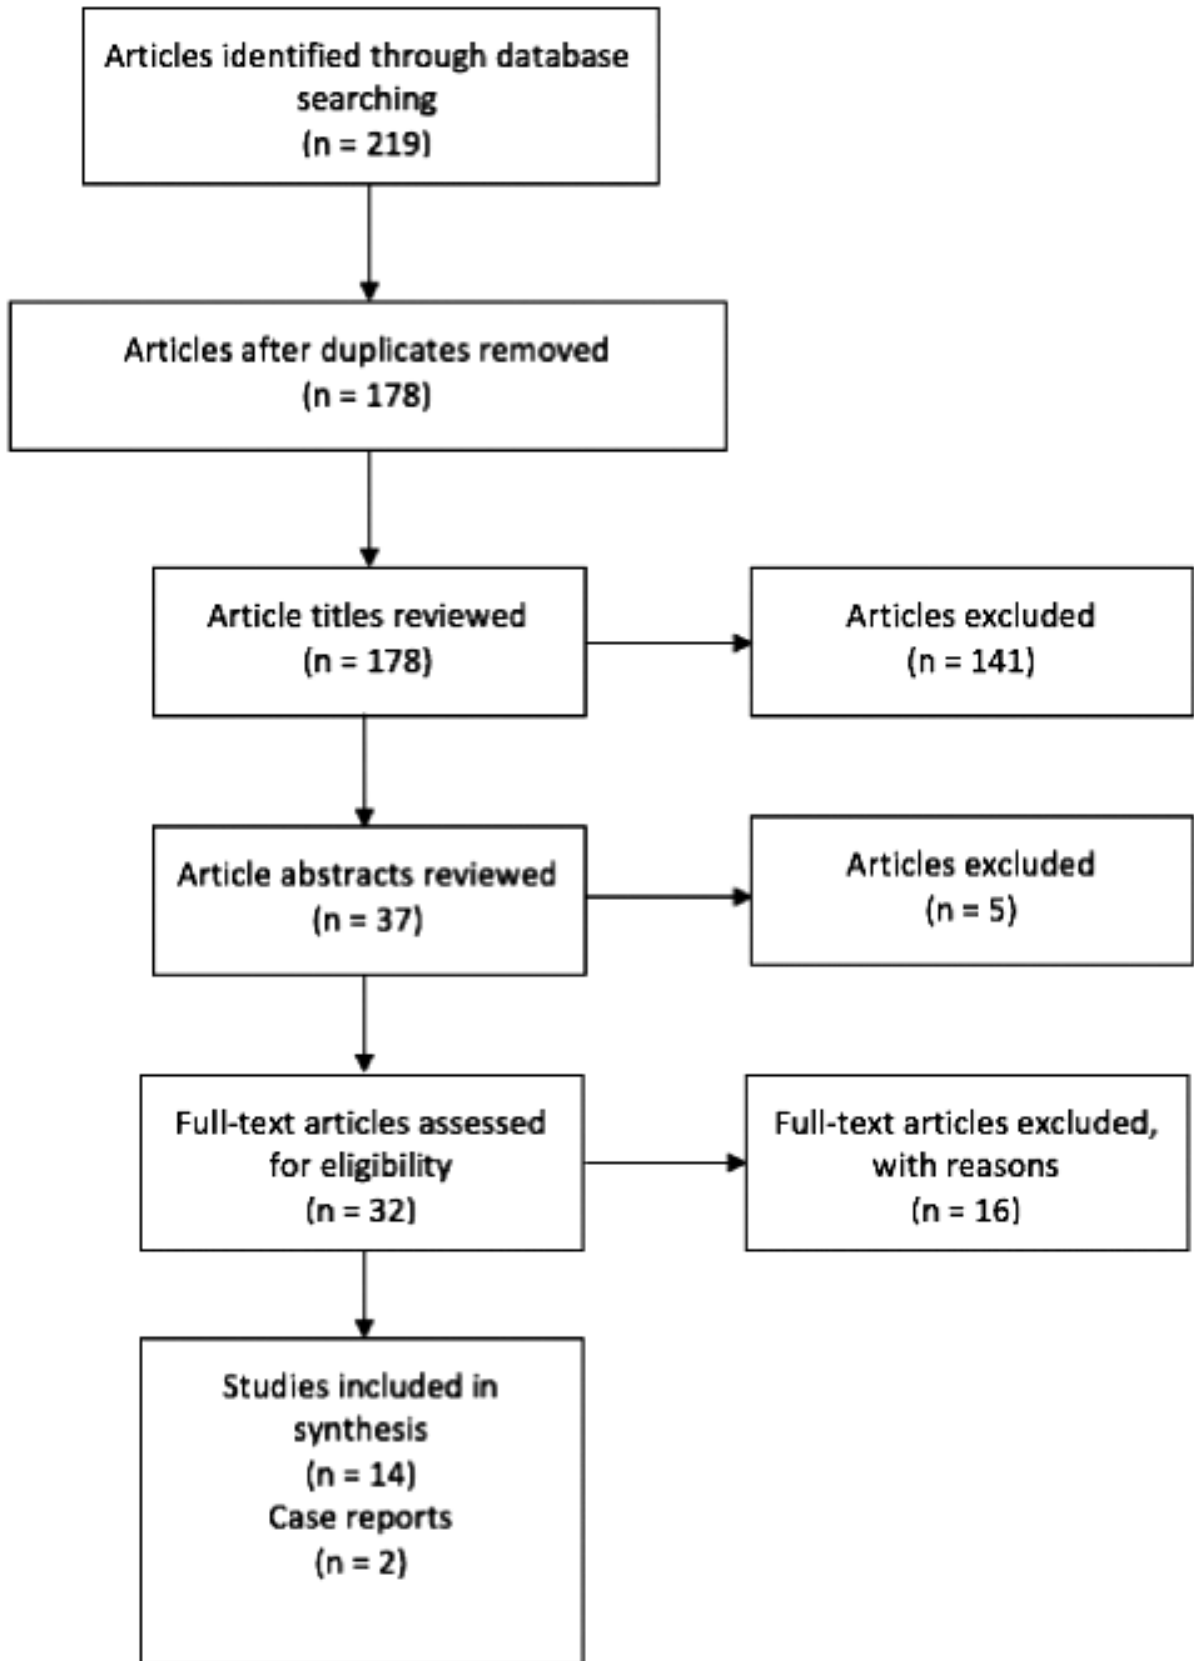 Articles identified through database
searching
(n = 219)
Articles after duplicates removed
(n = 178)
Article titles reviewed
(n = 178)
Articles excluded
(n = 141)
Article abstracts reviewed
(n = 37)
Articles excluded
(n = 5)
Full-text articles assessed
for eligibility
(n = 32)
Full-text articles excluded,
with reasons
(n = 16)
Studies included in
synthesis
(n = 14)
Case reports
(n = 2)